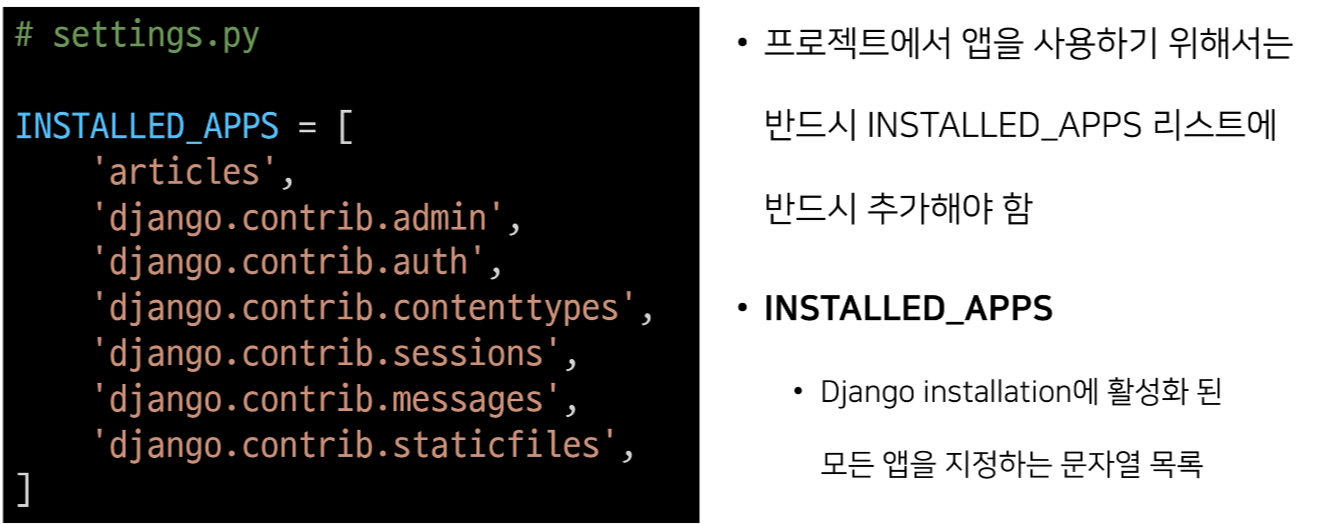 # settings.py
INSTALLED_APPS = [
    'articles',
    'django.contrib.admin',
    'django.contrib.auth',
    'django.contrib.contenttypes',
    'django.contrib.sessions',
    'django.contrib.messages',
    'django.contrib.staticfiles',
]
• 프로젝트에서 앱을 사용하기 위해서는
반드시 INSTALLED_APPS 리스트에
반드시 추가해야 함
• INSTALLED_APPS
• Django installation에 활성화 된
모든 앱을 지정하는 문자열 목록